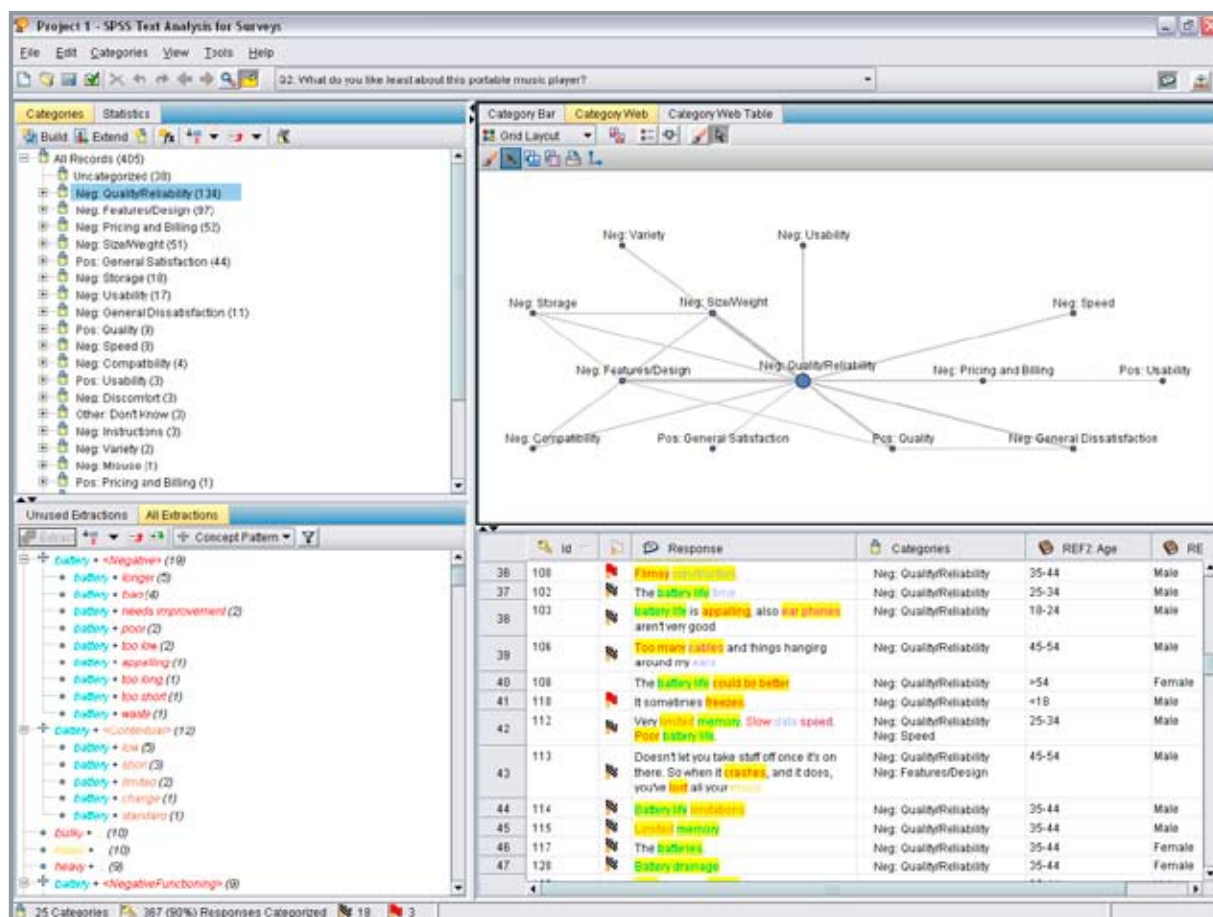 Project 1 - SPSS Text Analysis for Surveys
File Edit Categories View Tools Help
Q2: What do you like least about this portable music player?
Categories Statistics
Build Extend
All Records (405)
Uncategorized (38)
Neg: Quality/Reliability (134)
Neg: Features/Design (97)
Neg: Pricing and Billing (52)
Neg: Size/Weight (51)
Pos: General Satisfaction (44)
Neg: Storage (18)
Neg: Usability (17)
Neg: General Dissatisfaction (11)
Pos: Quality (9)
Neg: Speed (9)
Neg: Compatibility (4)
Pos: Usability (3)
Neg: Discomfort (3)
Other: Don't Know (3)
Neg: Instructions (3)
Neg: Variety (2)
Neg: Misuse (1)
Pos: Pricing and Billing (1)
Category Bar Category Web Category Web Table
Grid Layout
Neg: Variety Neg: Usability
Neg: Storage Neg: Size/Weight Neg: Speed
Neg: Features/Design Neg: Quality/Reliability Neg: Pricing and Billing Pos: Usability
Neg: Compatibility Pos: General Satisfaction Pos: Quality Neg: General Dissatisfaction
Unused Extractions All Extractions
Extract Concept Pattern
battery + <Negative> (19)
battery + longer (5)
battery + bad (4)
battery + needs improvement (2)
battery + poor (2)
battery + too low (2)
battery + appalling (1)
battery + too long (1)
battery + too short (1)
battery + waste (1)
battery + <Contextual> (12)
battery + low (5)
battery + short (3)
battery + limited (2)
battery + change (1)
battery + standard (1)
bulky + . (10)
music + . (10)
heavy + . (9)
battery + <NegativeFunctioning> (9)
Id Response Categories REF2 Age RE
36 108 Flimsy construction Neg: Quality/Reliability 35-44 Male
37 102 The battery life time Neg: Quality/Reliability 25-34 Male
38 103 battery life is appalling, also ear phones Neg: Quality/Reliability 18-24 Male
aren't very good
39 106 Too many cables and things hanging Neg: Quality/Reliability 45-54 Male
around my ears
40 108 The battery life could be better Neg: Quality/Reliability >54 Female
41 110 It sometimes freezes. Neg: Quality/Reliability <18 Male
42 112 Very limited memory. Slow data speed. Neg: Quality/Reliability 25-34 Male
Poor battery life. Neg: Speed
43 113 Doesn't let you take stuff off once it's on Neg: Quality/Reliability 45-54 Male
there. So when it crashes, and it does, Neg: Features/Design
you've lost all your music
44 114 Battery life limitations Neg: Quality/Reliability 35-44 Male
45 115 Limited memory Neg: Quality/Reliability 35-44 Male
46 117 The batteries. Neg: Quality/Reliability 35-44 Female
47 120 Battery drainage Neg: Quality/Reliability 35-44 Female
25 Categories 367 (90%) Responses Categorized 18 3